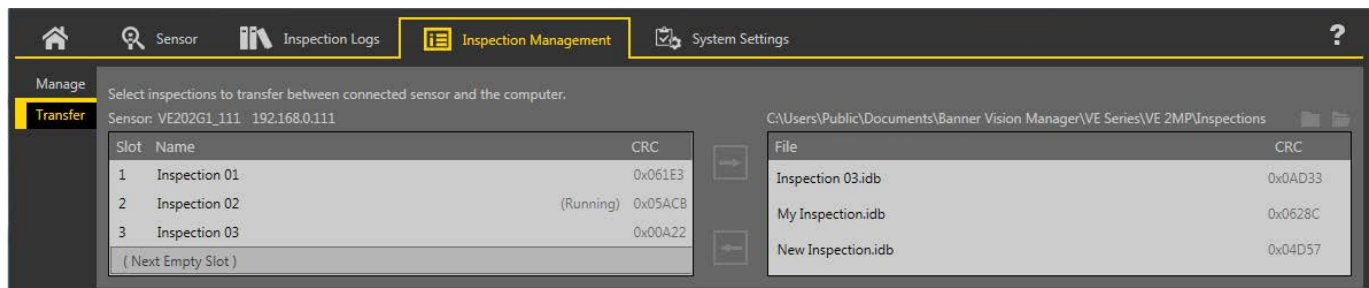 Sensor Inspection Logs Inspection Management System Settings ?
Manage
Transfer
Select inspections to transfer between connected sensor and the computer.
Sensor: VE202G1_111 192.168.0.111
Slot Name CRC
1 Inspection 01 0x061E3
2 Inspection 02 (Running) 0x05ACB
3 Inspection 03 0x00A22
( Next Empty Slot )
C:\Users\Public\Documents\Banner Vision Manager\VE Series\VE 2MP\Inspections
File CRC
Inspection 03.idb 0x0AD33
My Inspection.idb 0x0628C
New Inspection.idb 0x04D57